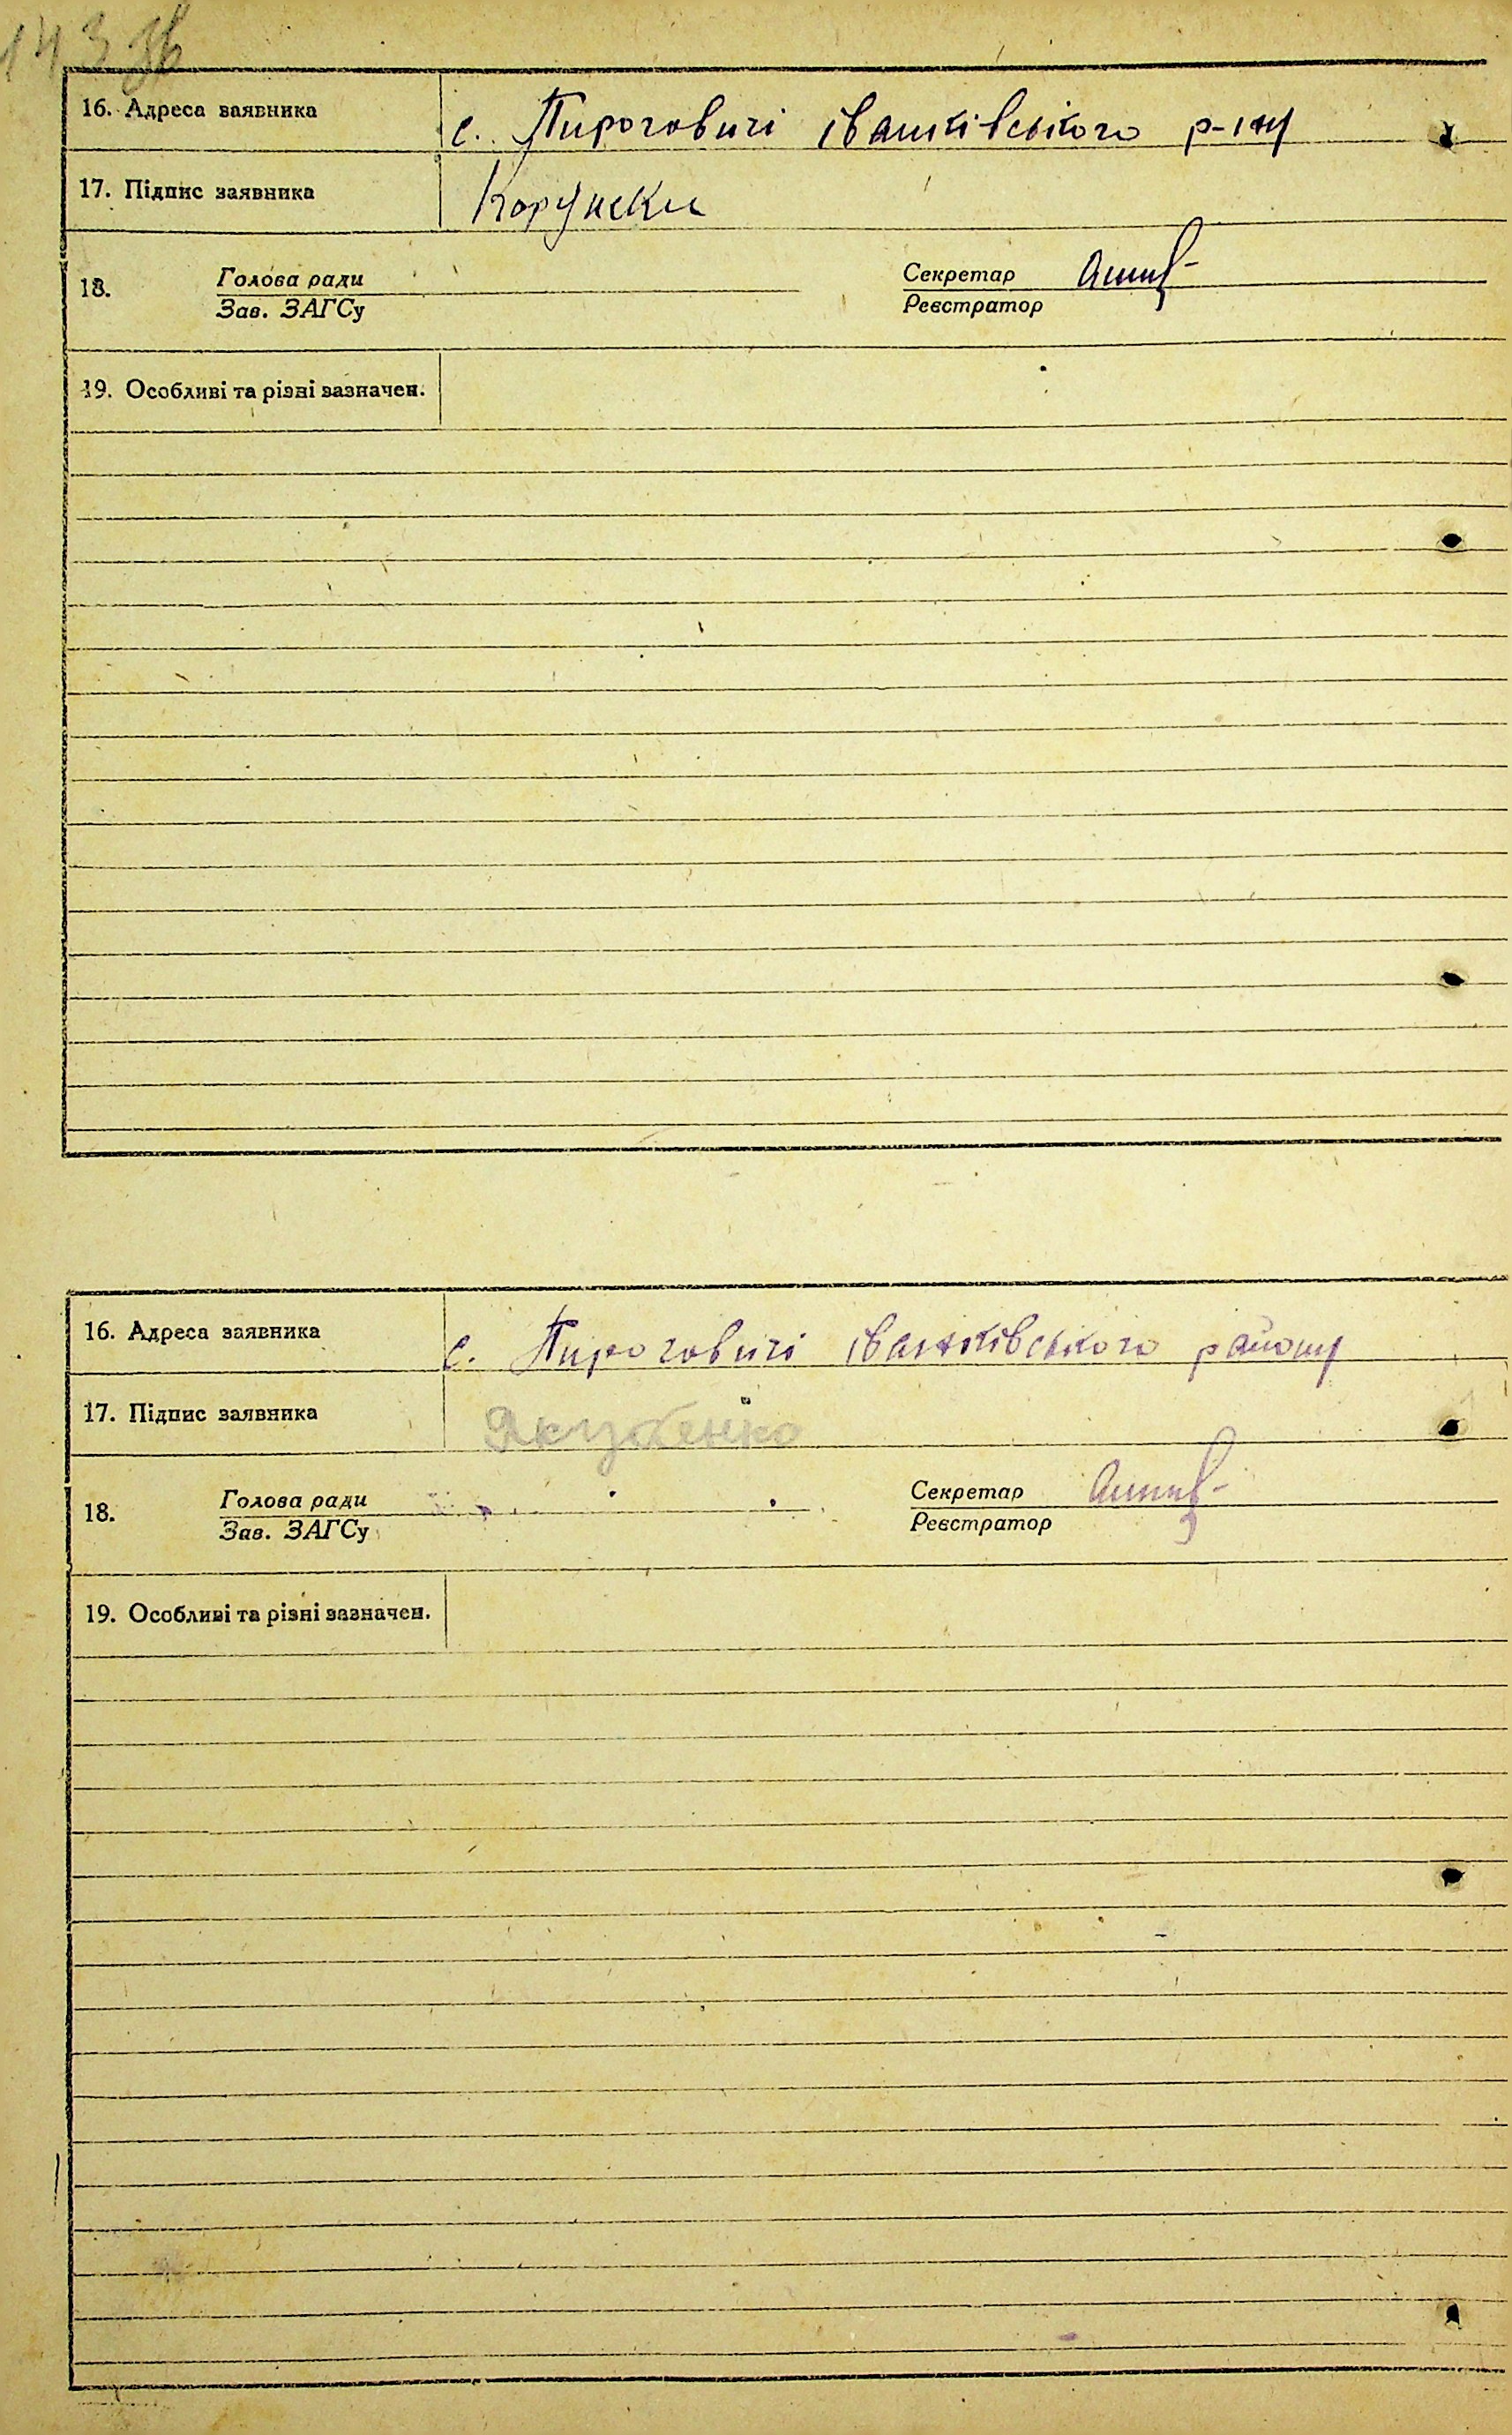 143 зв
16. Адреса заявника с. Пироговичі іванківського р-ну
17. Підпис заявника
18. Голова ради Секретар
Зав. ЗАГСу Реєстратор
19. Особливі та різні зазначен.
16. Адреса заявника с. Пироговичі іванківського району
17. Підпис заявника Якубенко
18. Голова ради Секретар
Зав. ЗАГСу Реєстратор
19. Особливі та різні зазначен.